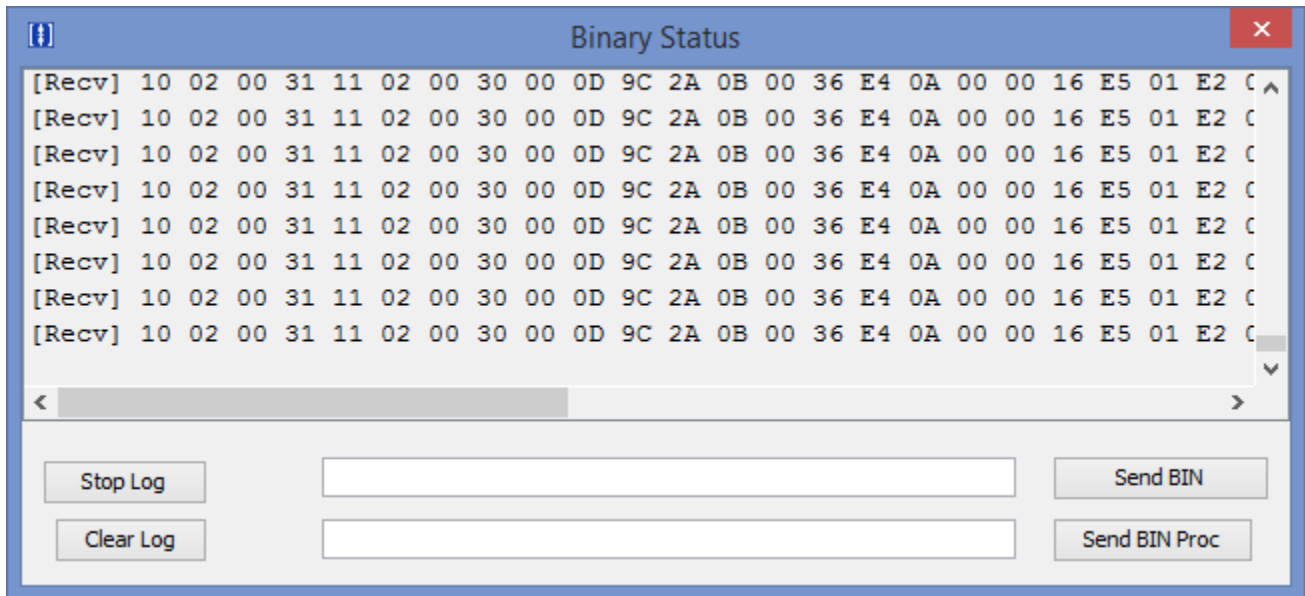 Binary Status
[Recv] 10 02 00 31 11 02 00 30 00 0D 9C 2A 0B 00 36 E4 0A 00 00 16 E5 01 E2
[Recv] 10 02 00 31 11 02 00 30 00 0D 9C 2A 0B 00 36 E4 0A 00 00 16 E5 01 E2
[Recv] 10 02 00 31 11 02 00 30 00 0D 9C 2A 0B 00 36 E4 0A 00 00 16 E5 01 E2
[Recv] 10 02 00 31 11 02 00 30 00 0D 9C 2A 0B 00 36 E4 0A 00 00 16 E5 01 E2
[Recv] 10 02 00 31 11 02 00 30 00 0D 9C 2A 0B 00 36 E4 0A 00 00 16 E5 01 E2
[Recv] 10 02 00 31 11 02 00 30 00 0D 9C 2A 0B 00 36 E4 0A 00 00 16 E5 01 E2
[Recv] 10 02 00 31 11 02 00 30 00 0D 9C 2A 0B 00 36 E4 0A 00 00 16 E5 01 E2
[Recv] 10 02 00 31 11 02 00 30 00 0D 9C 2A 0B 00 36 E4 0A 00 00 16 E5 01 E2
Stop Log
Send BIN
Clear Log
Send BIN Proc